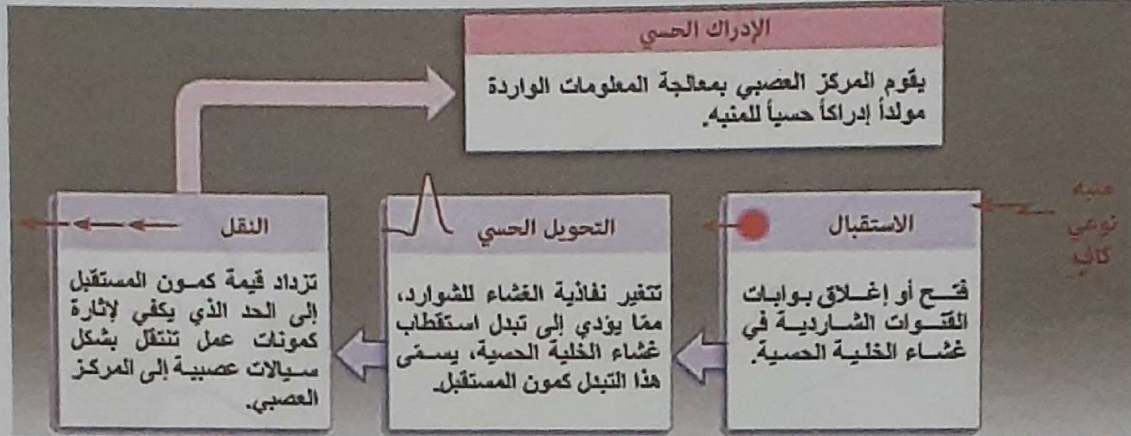 الإدراك الحسي
يقوم المركز العصبي بمعالجة المعلومات الواردة
مولداً إدراكاً حسياً للمنبه.
منبه
نوعي
كافٍ
الاستقبال
فتح أو إغلاق بوابات
القنوات الشاردية في
غشاء الخلية الحسية.
التحويل الحسي
تتغير نفاذية الغشاء للشوارد،
مما يؤدي إلى تبدل استقطاب
غشاء الخلية الحسية، يسمى
هذا التبدل كمون المستقبل.
النقل
تزداد قيمة كمون المستقبل
إلى الحد الذي يكفي لإثارة
كمونات عمل تنتقل بشكل
سيالات عصبية إلى المركز
العصبي.